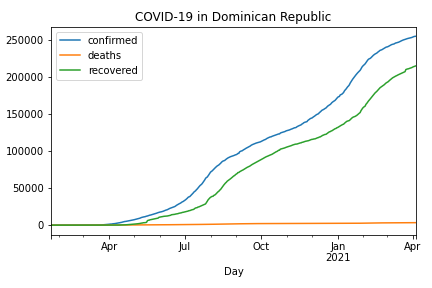 COVID-19 in Dominican Republic
confirmed
deaths
recovered
250000
200000
150000
100000
50000
0
Apr Jul Oct Jan Apr
2021
Day